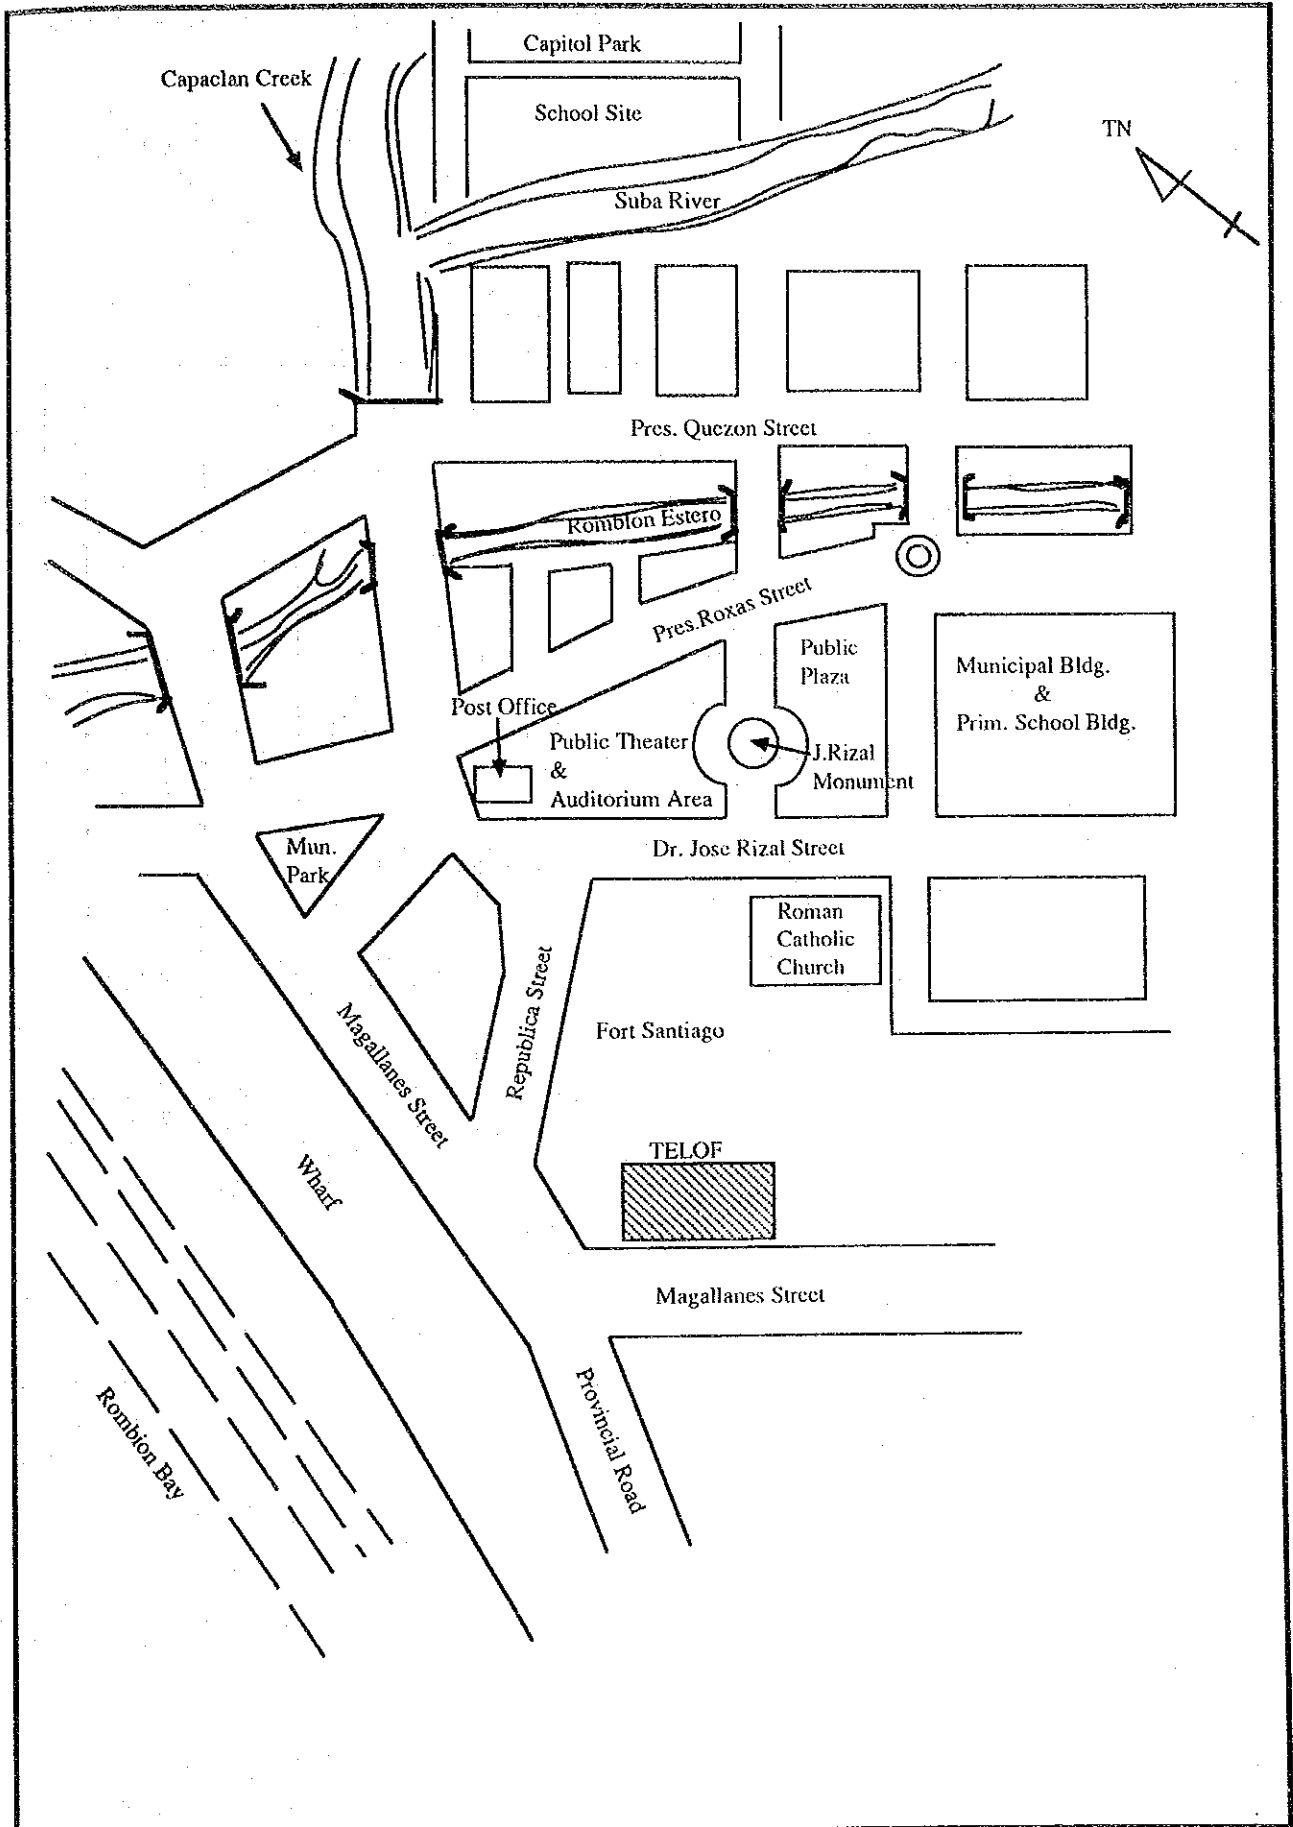 Capitol Park
Capaclan Creek
School Site
TN
Suba River
Pres. Quezon Street
Romblon Estero
Pres.Roxas Street
Public
Plaza
Municipal Bldg.
&
Prim. School Bldg.
Post Office
Public Theater
&
Auditorium Area
J.Rizal
Monument
Mun.
Park
Dr. Jose Rizal Street
Roman
Catholic
Church
Republica Street
Magallanes Street
Fort Santiago
TELOF
Wharf
Magallanes Street
Provincial Road
Rombion Bay